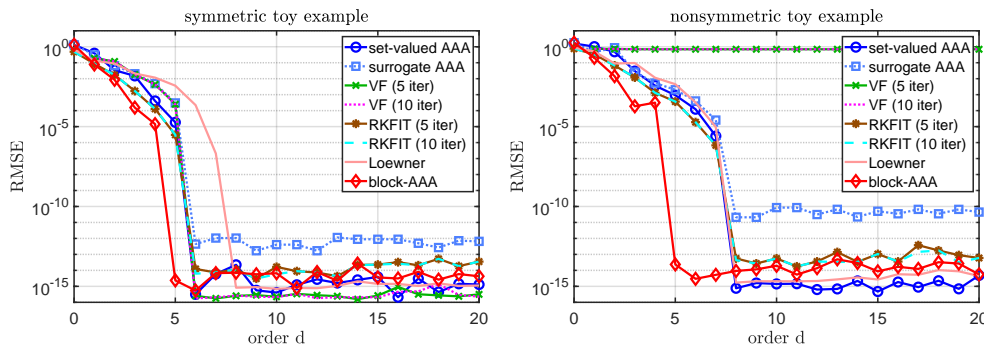 symmetric toy example
10^0
10^-5
10^-10
10^-15
RMSE
0 5 10 15 20
order d
set-valued AAA
surrogate AAA
VF (5 iter)
VF (10 iter)
RKFIT (5 iter)
RKFIT (10 iter)
Loewner
block-AAA
nonsymmetric toy example
10^0
10^-5
10^-10
10^-15
RMSE
0 5 10 15 20
order d
set-valued AAA
surrogate AAA
VF (5 iter)
VF (10 iter)
RKFIT (5 iter)
RKFIT (10 iter)
Loewner
block-AAA